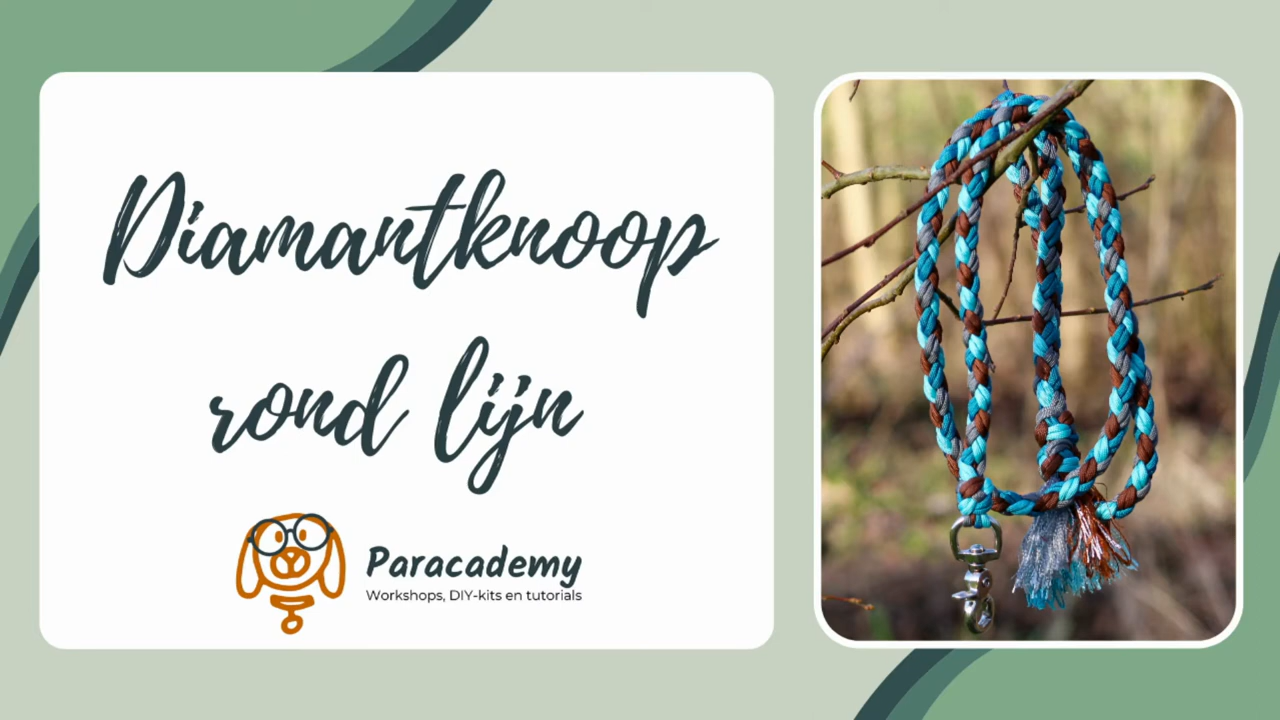 Diamantknoop
rond lijn
Paracademy
Workshops, DIY-kits en tutorials